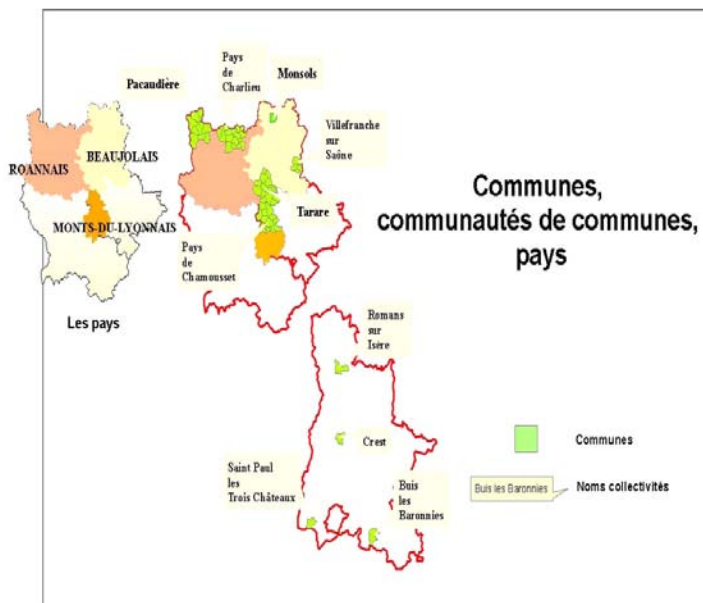 Pays
de
Charlieu
Monsols
Pacaudière
Villefranche
sur
Saône
BEAUJOLAIS
ROANNAIS
Communes,
communautés de communes,
pays
Tarare
MONTS-DU-LYONNAIS
Pays
de
Chamousset
Les pays
Romans
sur
Isère
Crest
Communes
Saint Paul
les
Trois Châteaux
Buis
les
Baronnies
Buis les Baronnies
Noms collectivités